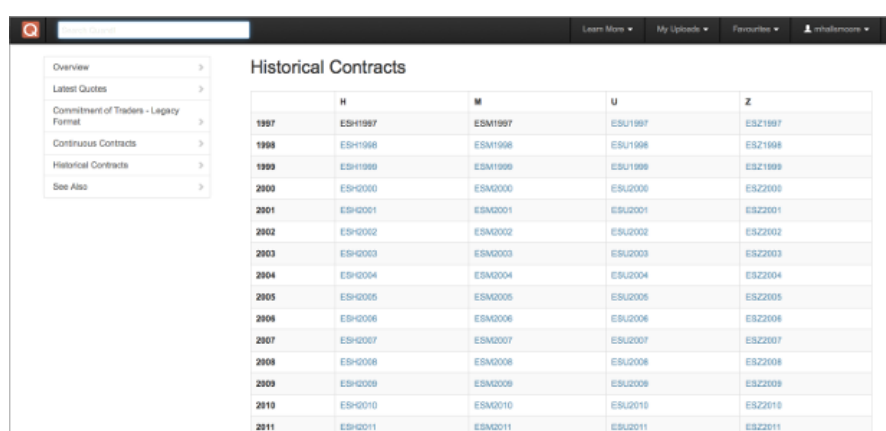 Q
Search Quandl
Learn More
My Uploads
Favourites
mhallsmoore
Overview
Latest Quotes
Commitment of Traders - Legacy
Format
Continuous Contracts
Historical Contracts
See Also
Historical Contracts
H M U Z
1997 ESH1997 ESM1997 ESU1997 ESZ1997
1998 ESH1998 ESM1998 ESU1998 ESZ1998
1999 ESH1999 ESM1999 ESU1999 ESZ1999
2000 ESH2000 ESM2000 ESU2000 ESZ2000
2001 ESH2001 ESM2001 ESU2001 ESZ2001
2002 ESH2002 ESM2002 ESU2002 ESZ2002
2003 ESH2003 ESM2003 ESU2003 ESZ2003
2004 ESH2004 ESM2004 ESU2004 ESZ2004
2005 ESH2005 ESM2005 ESU2005 ESZ2005
2006 ESH2006 ESM2006 ESU2006 ESZ2006
2007 ESH2007 ESM2007 ESU2007 ESZ2007
2008 ESH2008 ESM2008 ESU2008 ESZ2008
2009 ESH2009 ESM2009 ESU2009 ESZ2009
2010 ESH2010 ESM2010 ESU2010 ESZ2010
2011 ESH2011 ESM2011 ESU2011 ESZ2011